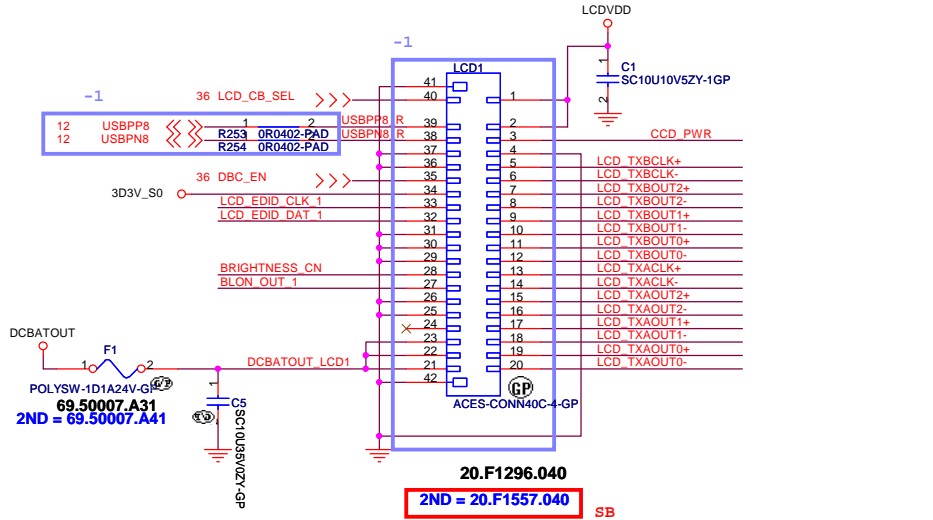 LCDVDD
-1
LCD1
C1
SC10U10V5ZY-1GP
1
2
-1
36 LCD_CB_SEL
41
40
1
12 USBPP8
1
2
USBPP8_R
39
2
R253 0R0402-PAD
12 USBPN8
USBPN8_R
38
3
CCD_PWR
R254 0R0402-PAD
37
4
36
5
LCD_TXBCLK+
36 DBC_EN
35
6
LCD_TXBCLK-
3D3V_S0
34
7
LCD_TXBOUT2+
LCD_EDID_CLK_1
33
8
LCD_TXBOUT2-
LCD_EDID_DAT_1
32
9
LCD_TXBOUT1+
31
10
LCD_TXBOUT1-
30
11
LCD_TXBOUT0+
29
12
LCD_TXBOUT0-
BRIGHTNESS_CN
28
13
LCD_TXACLK+
BLON_OUT_1
27
14
LCD_TXACLK-
26
15
LCD_TXAOUT2+
25
16
LCD_TXAOUT2-
24
17
LCD_TXAOUT1+
DCBATOUT
23
18
LCD_TXAOUT1-
F1
22
19
LCD_TXAOUT0+
1
2
DCBATOUT_LCD1
21
20
LCD_TXAOUT0-
42
GP
POLYSW-1D1A24V-GP
69.50007.A31
2ND = 69.50007.A41
1
C5
SC10U35V0ZY-GP
ACES-CONN40C-4-GP
20.F1296.040
2ND = 20.F1557.040
SB